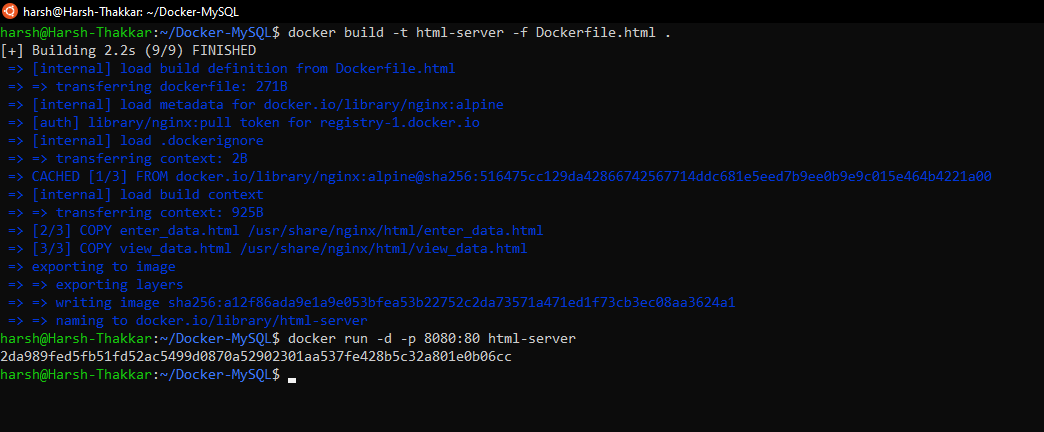 harsh@Harsh-Thakkar: ~/Docker-MySQL
harsh@Harsh-Thakkar:~/Docker-MySQL$ docker build -t html-server -f Dockerfile.html .
[+] Building 2.2s (9/9) FINISHED
=> [internal] load build definition from Dockerfile.html
=> => transferring dockerfile: 271B
=> [internal] load metadata for docker.io/library/nginx:alpine
=> [auth] library/nginx:pull token for registry-1.docker.io
=> [internal] load .dockerignore
=> => transferring context: 2B
=> CACHED [1/3] FROM docker.io/library/nginx:alpine@sha256:516475cc129da42866742567714ddc681e5eed7b9ee0b9e9c015e464b4221a00
=> [internal] load build context
=> => transferring context: 925B
=> [2/3] COPY enter_data.html /usr/share/nginx/html/enter_data.html
=> [3/3] COPY view_data.html /usr/share/nginx/html/view_data.html
=> exporting to image
=> => exporting layers
=> => writing image sha256:a12f86ada9e1a9e053bfea53b22752c2da73571a471ed1f73cb3ec08aa3624a1
=> => naming to docker.io/library/html-server
harsh@Harsh-Thakkar:~/Docker-MySQL$ docker run -d -p 8080:80 html-server
2da989fed5fb51fd52ac5499d0870a52902301aa537fe428b5c32a801e0b06cc
harsh@Harsh-Thakkar:~/Docker-MySQL$